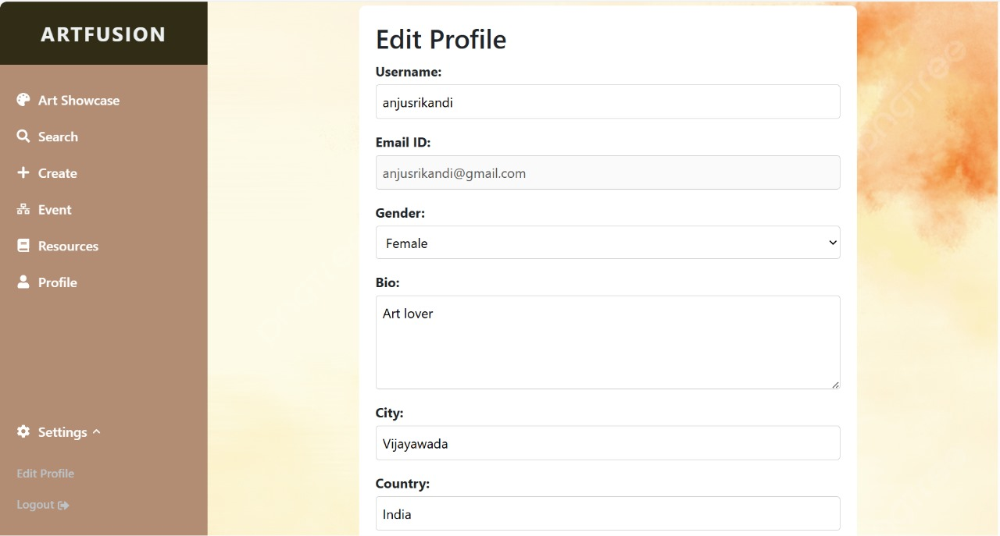 ARTFUSION
Art Showcase
Search
Create
Event
Resources
Profile
Settings
Edit Profile
Logout
Edit Profile
Username:
anjusrikandi
Email ID:
anjusrikandi@gmail.com
Gender:
Female
Bio:
Art lover
City:
Vijayawada
Country:
India
pngtree